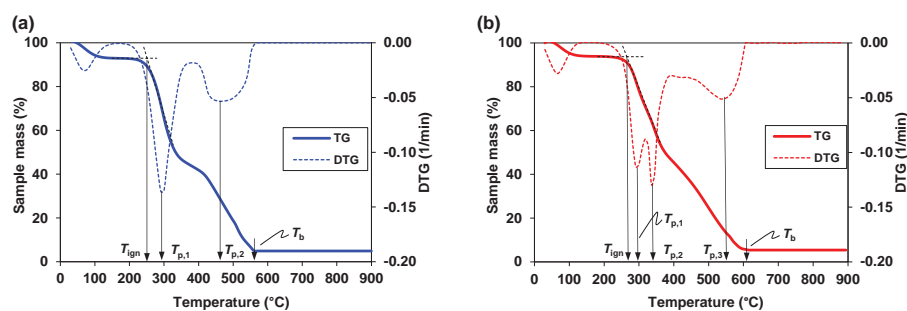 (a)
Sample mass (%)
100
80
60
40
20
0
0 100 200 300 400 500 600 700 800 900
Temperature (°C)
0.00
-0.05
-0.10
-0.15
-0.20
DTG (1/min)
TG
DTG
Tign
Tp,1
Tp,2
Tb
(b)
Sample mass (%)
100
80
60
40
20
0
0 100 200 300 400 500 600 700 800 900
Temperature (°C)
0.00
-0.05
-0.10
-0.15
-0.20
DTG (1/min)
TG
DTG
Tp,1
Tign
Tp,2
Tp,3
Tb